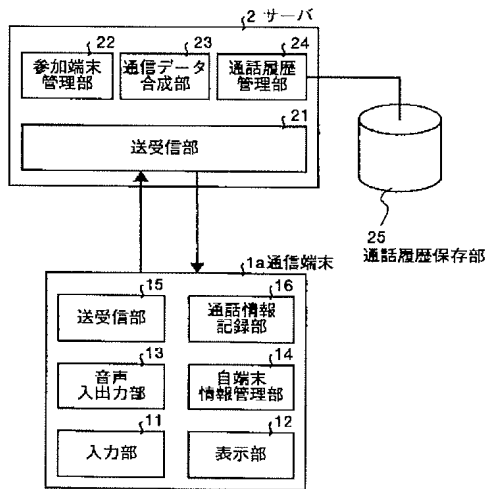 2 サーバ
22
参加端末
管理部
23
通信データ
合成部
24
通話履歴
管理部
21
送受信部
25
通話履歴保存部
1a通信端末
15
送受信部
16
通話情報
記録部
13
音声
入出力部
14
自端末
情報管理部
11
入力部
12
表示部